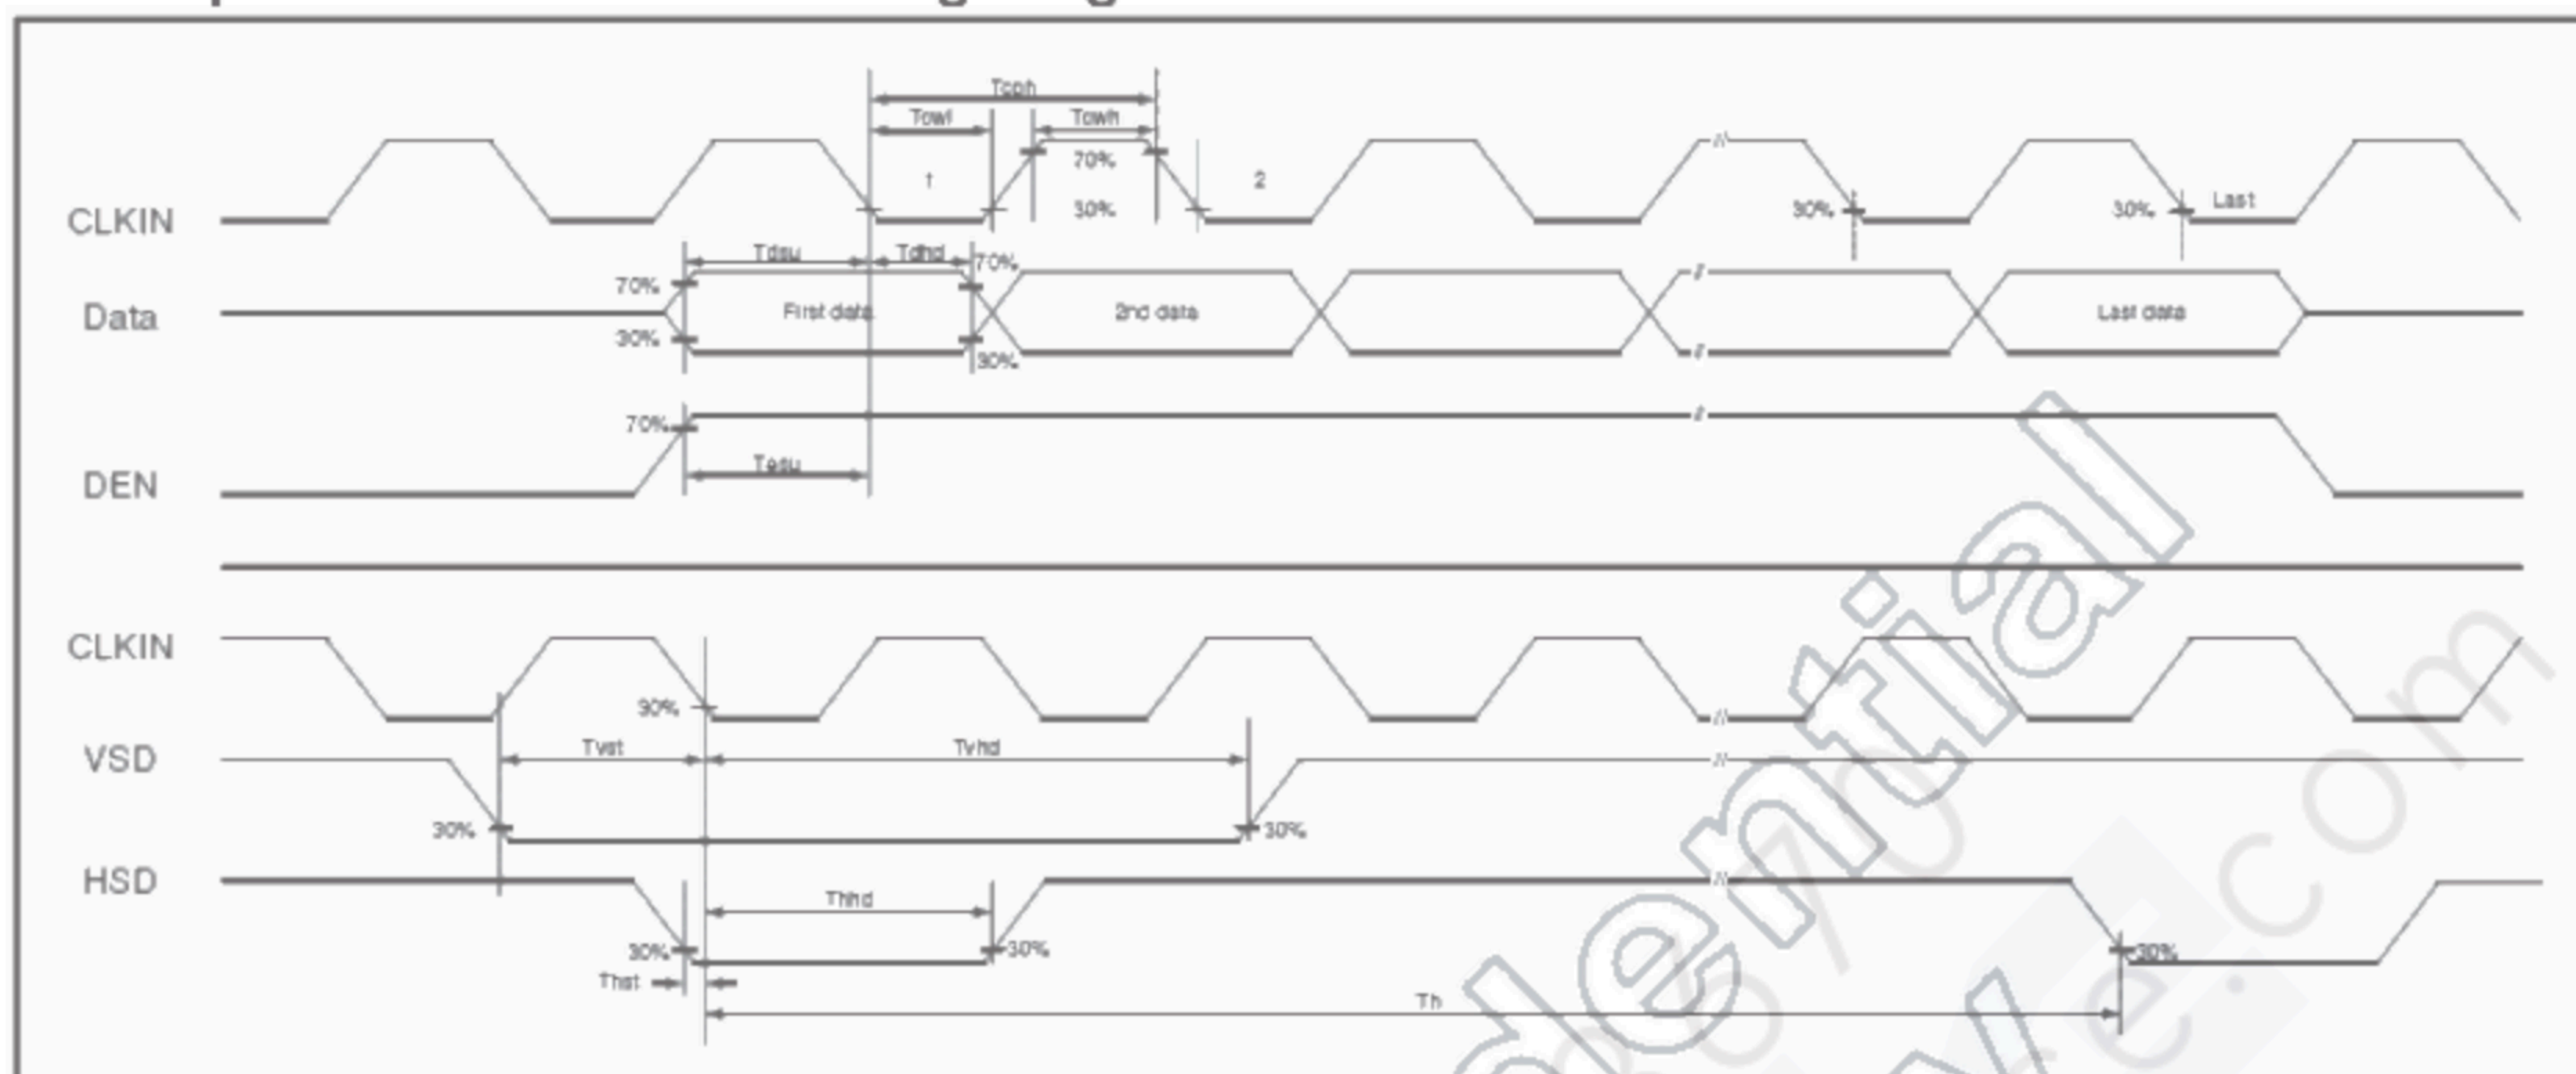 Tcph
Tcwl
Tcwh
1
70%
2
CLKIN
30%
30%
30%
Last
Tdsu
Tdhd
70%
70%
Data
First data
2nd data
Last data
30%
30%
70%
DEN
Tesu
CLKIN
30%
VSD
Tvst
Tvhd
30%
30%
HSD
Thhd
30%
30%
30%
Thst
Th
dential
.com